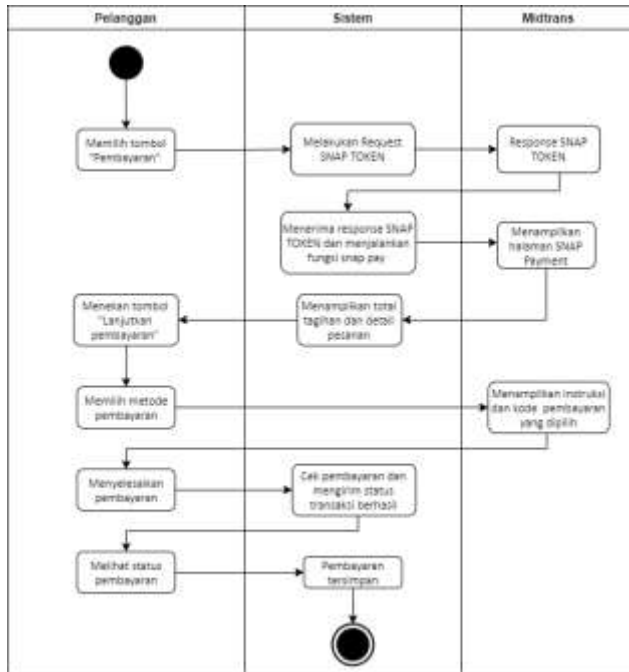 Pelanggan
Sistem
Midtrans
Memilih tombol
"Pembayaran"
Melakukan Request
SNAP TOKEN
Response SNAP
TOKEN
Menerima response SNAP
TOKEN dan menjalankan
fungsi snap pay
Menampilkan
halaman SNAP
Payment
Menekan tombol
"Lanjutkan
pembayaran"
Menampilkan total
tagihan dan detail
pesanan
Memilih metode
pembayaran
Menampilkan instruksi
dan kode pembayaran
yang dipilih
Menyelesaikan
pembayaran
Cek pembayaran dan
mengirim status
transaksi berhasil
Melihat status
pembayaran
Pembayaran
tersimpan